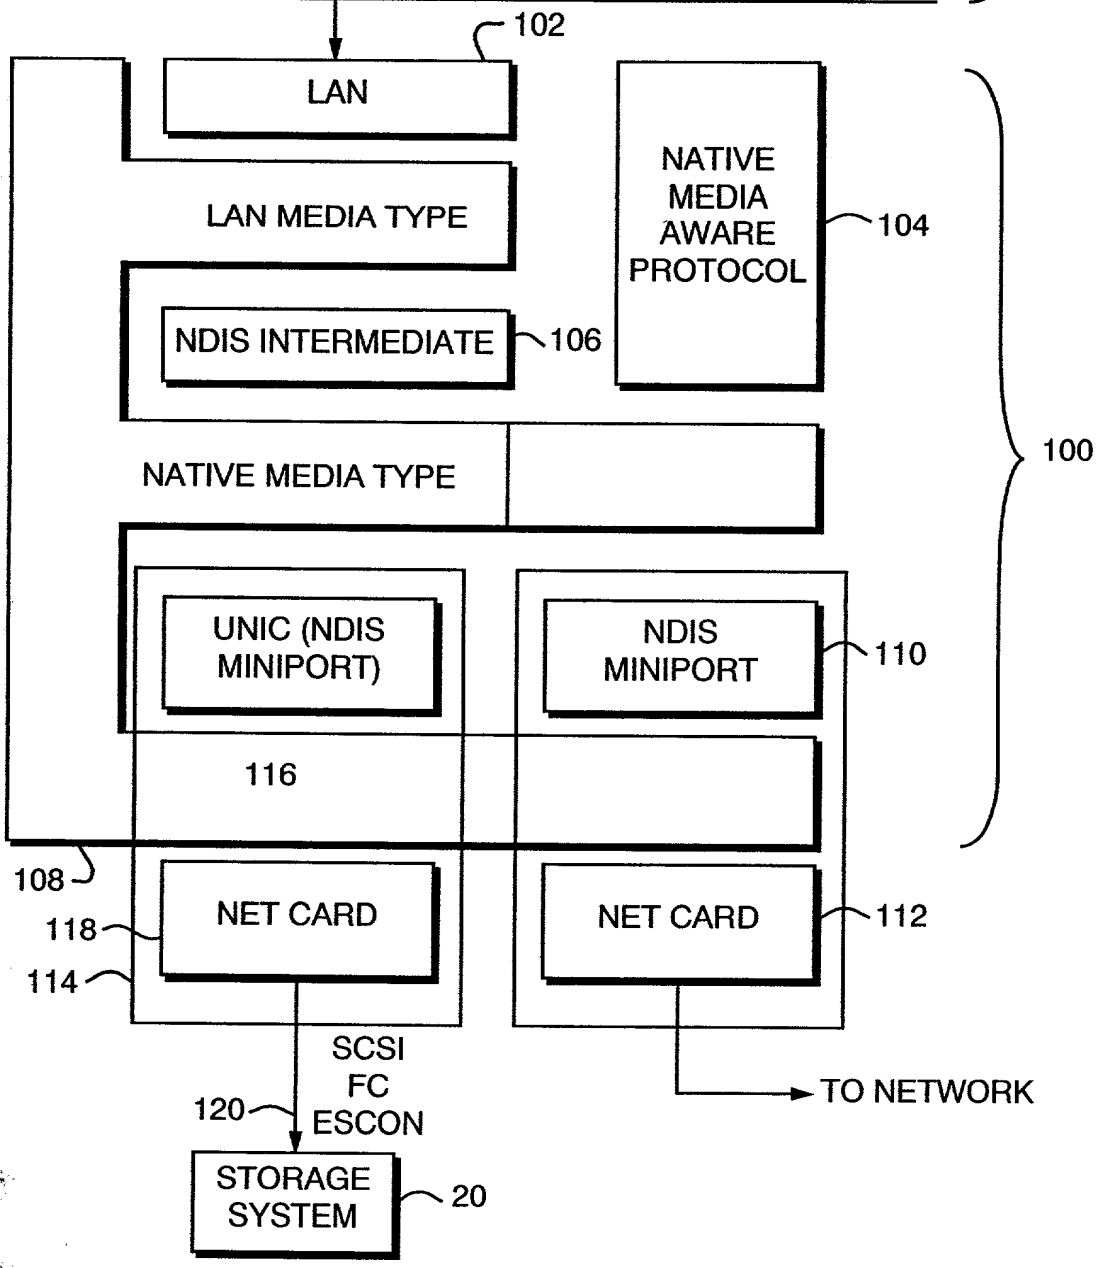 102
LAN
NATIVE
MEDIA
AWARE
PROTOCOL
104
LAN MEDIA TYPE
NDIS INTERMEDIATE
106
100
NATIVE MEDIA TYPE
UNIC (NDIS
MINIPORT)
NDIS
MINIPORT
110
116
108
NET CARD
118
114
NET CARD
112
SCSI
FC
ESCON
120
TO NETWORK
STORAGE
SYSTEM
20